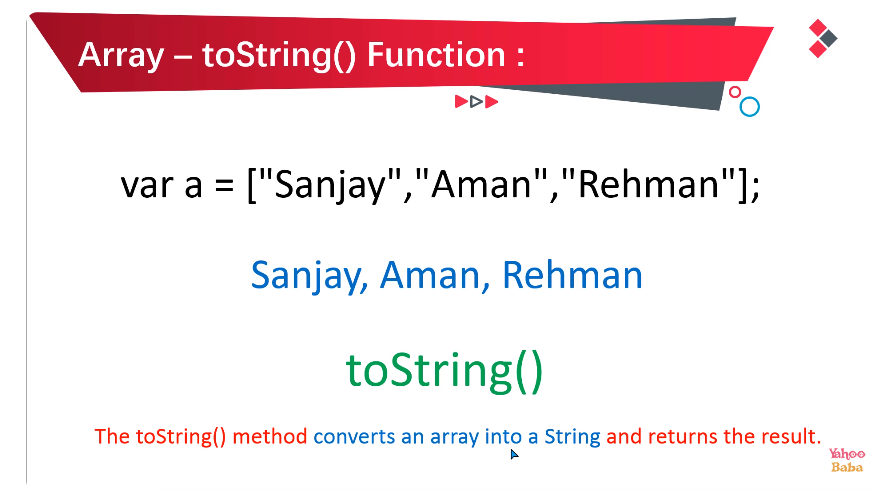 Array – toString() Function :
var a = ["Sanjay","Aman","Rehman"];
Sanjay, Aman, Rehman
toString()
The toString() method converts an array into a String and returns the result.
Yahoo
Baba